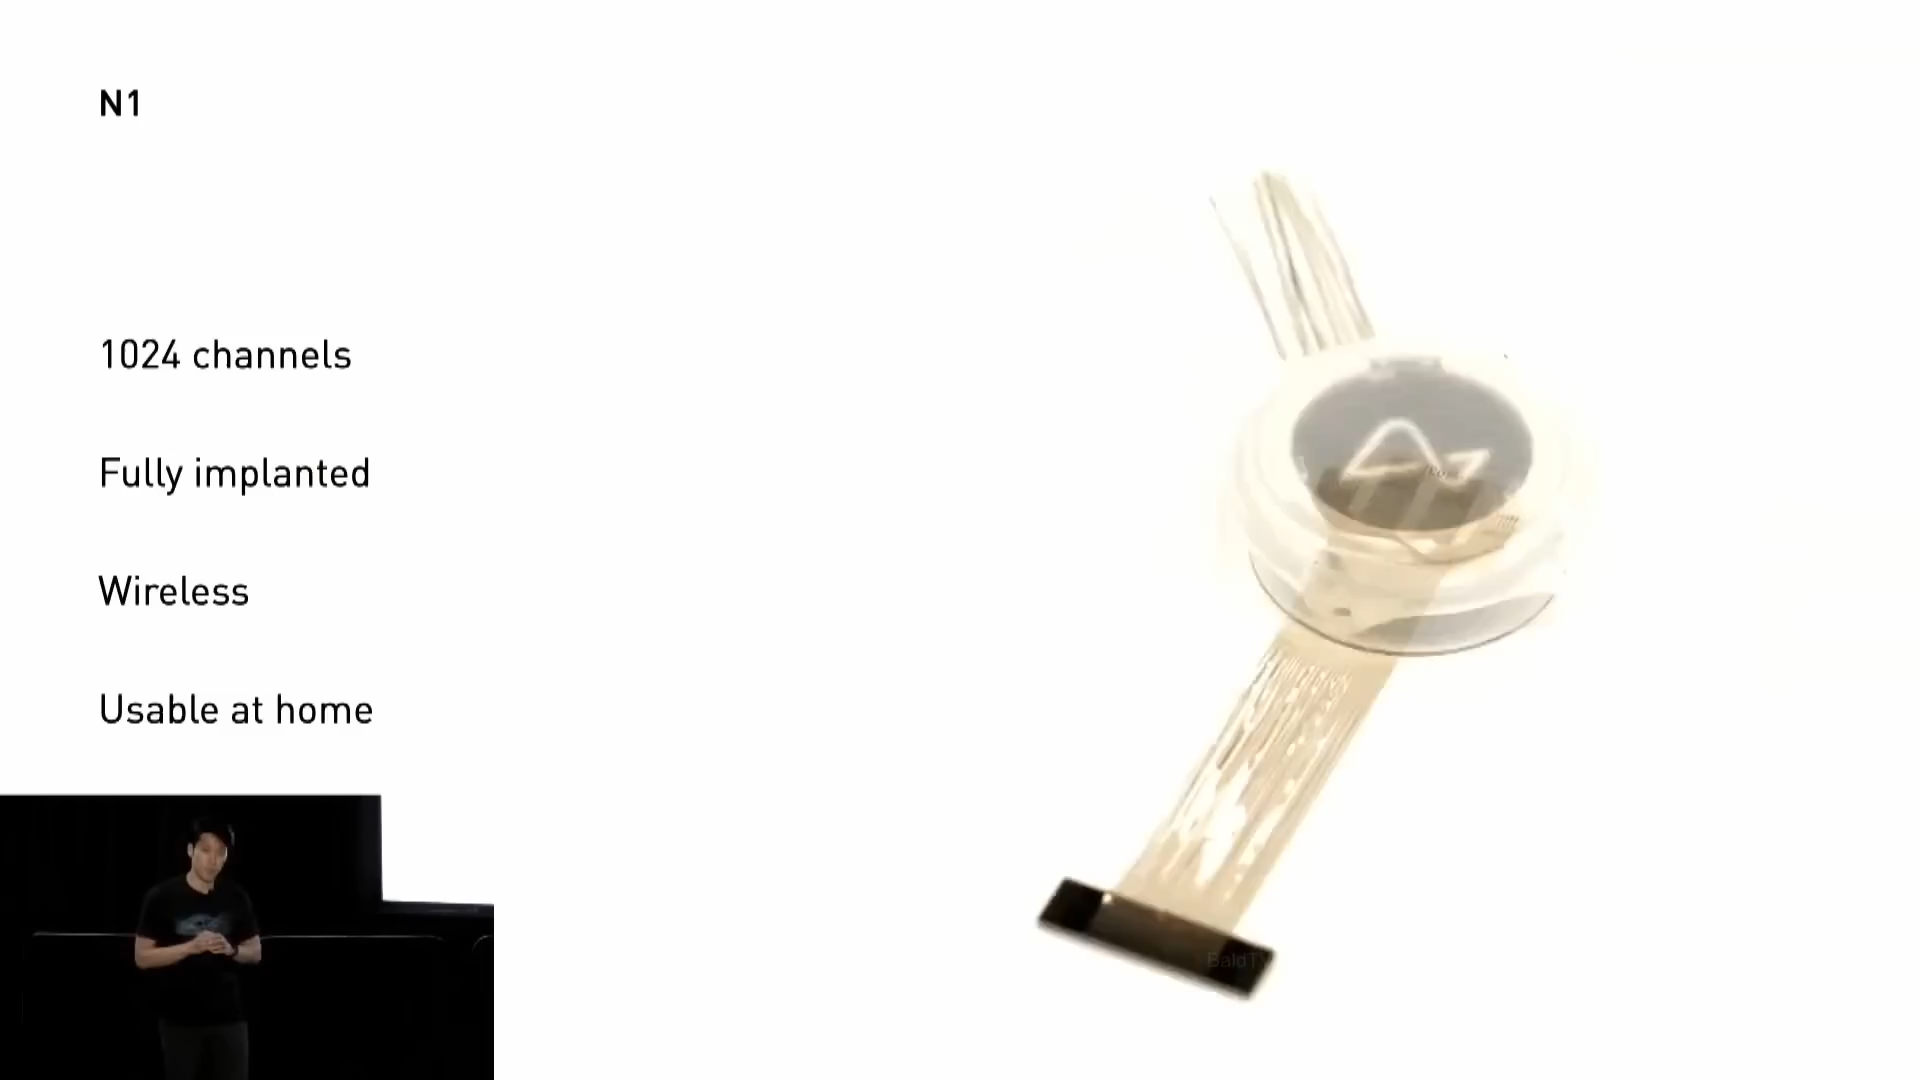 N1
1024 channels
Fully implanted
Wireless
Usable at home